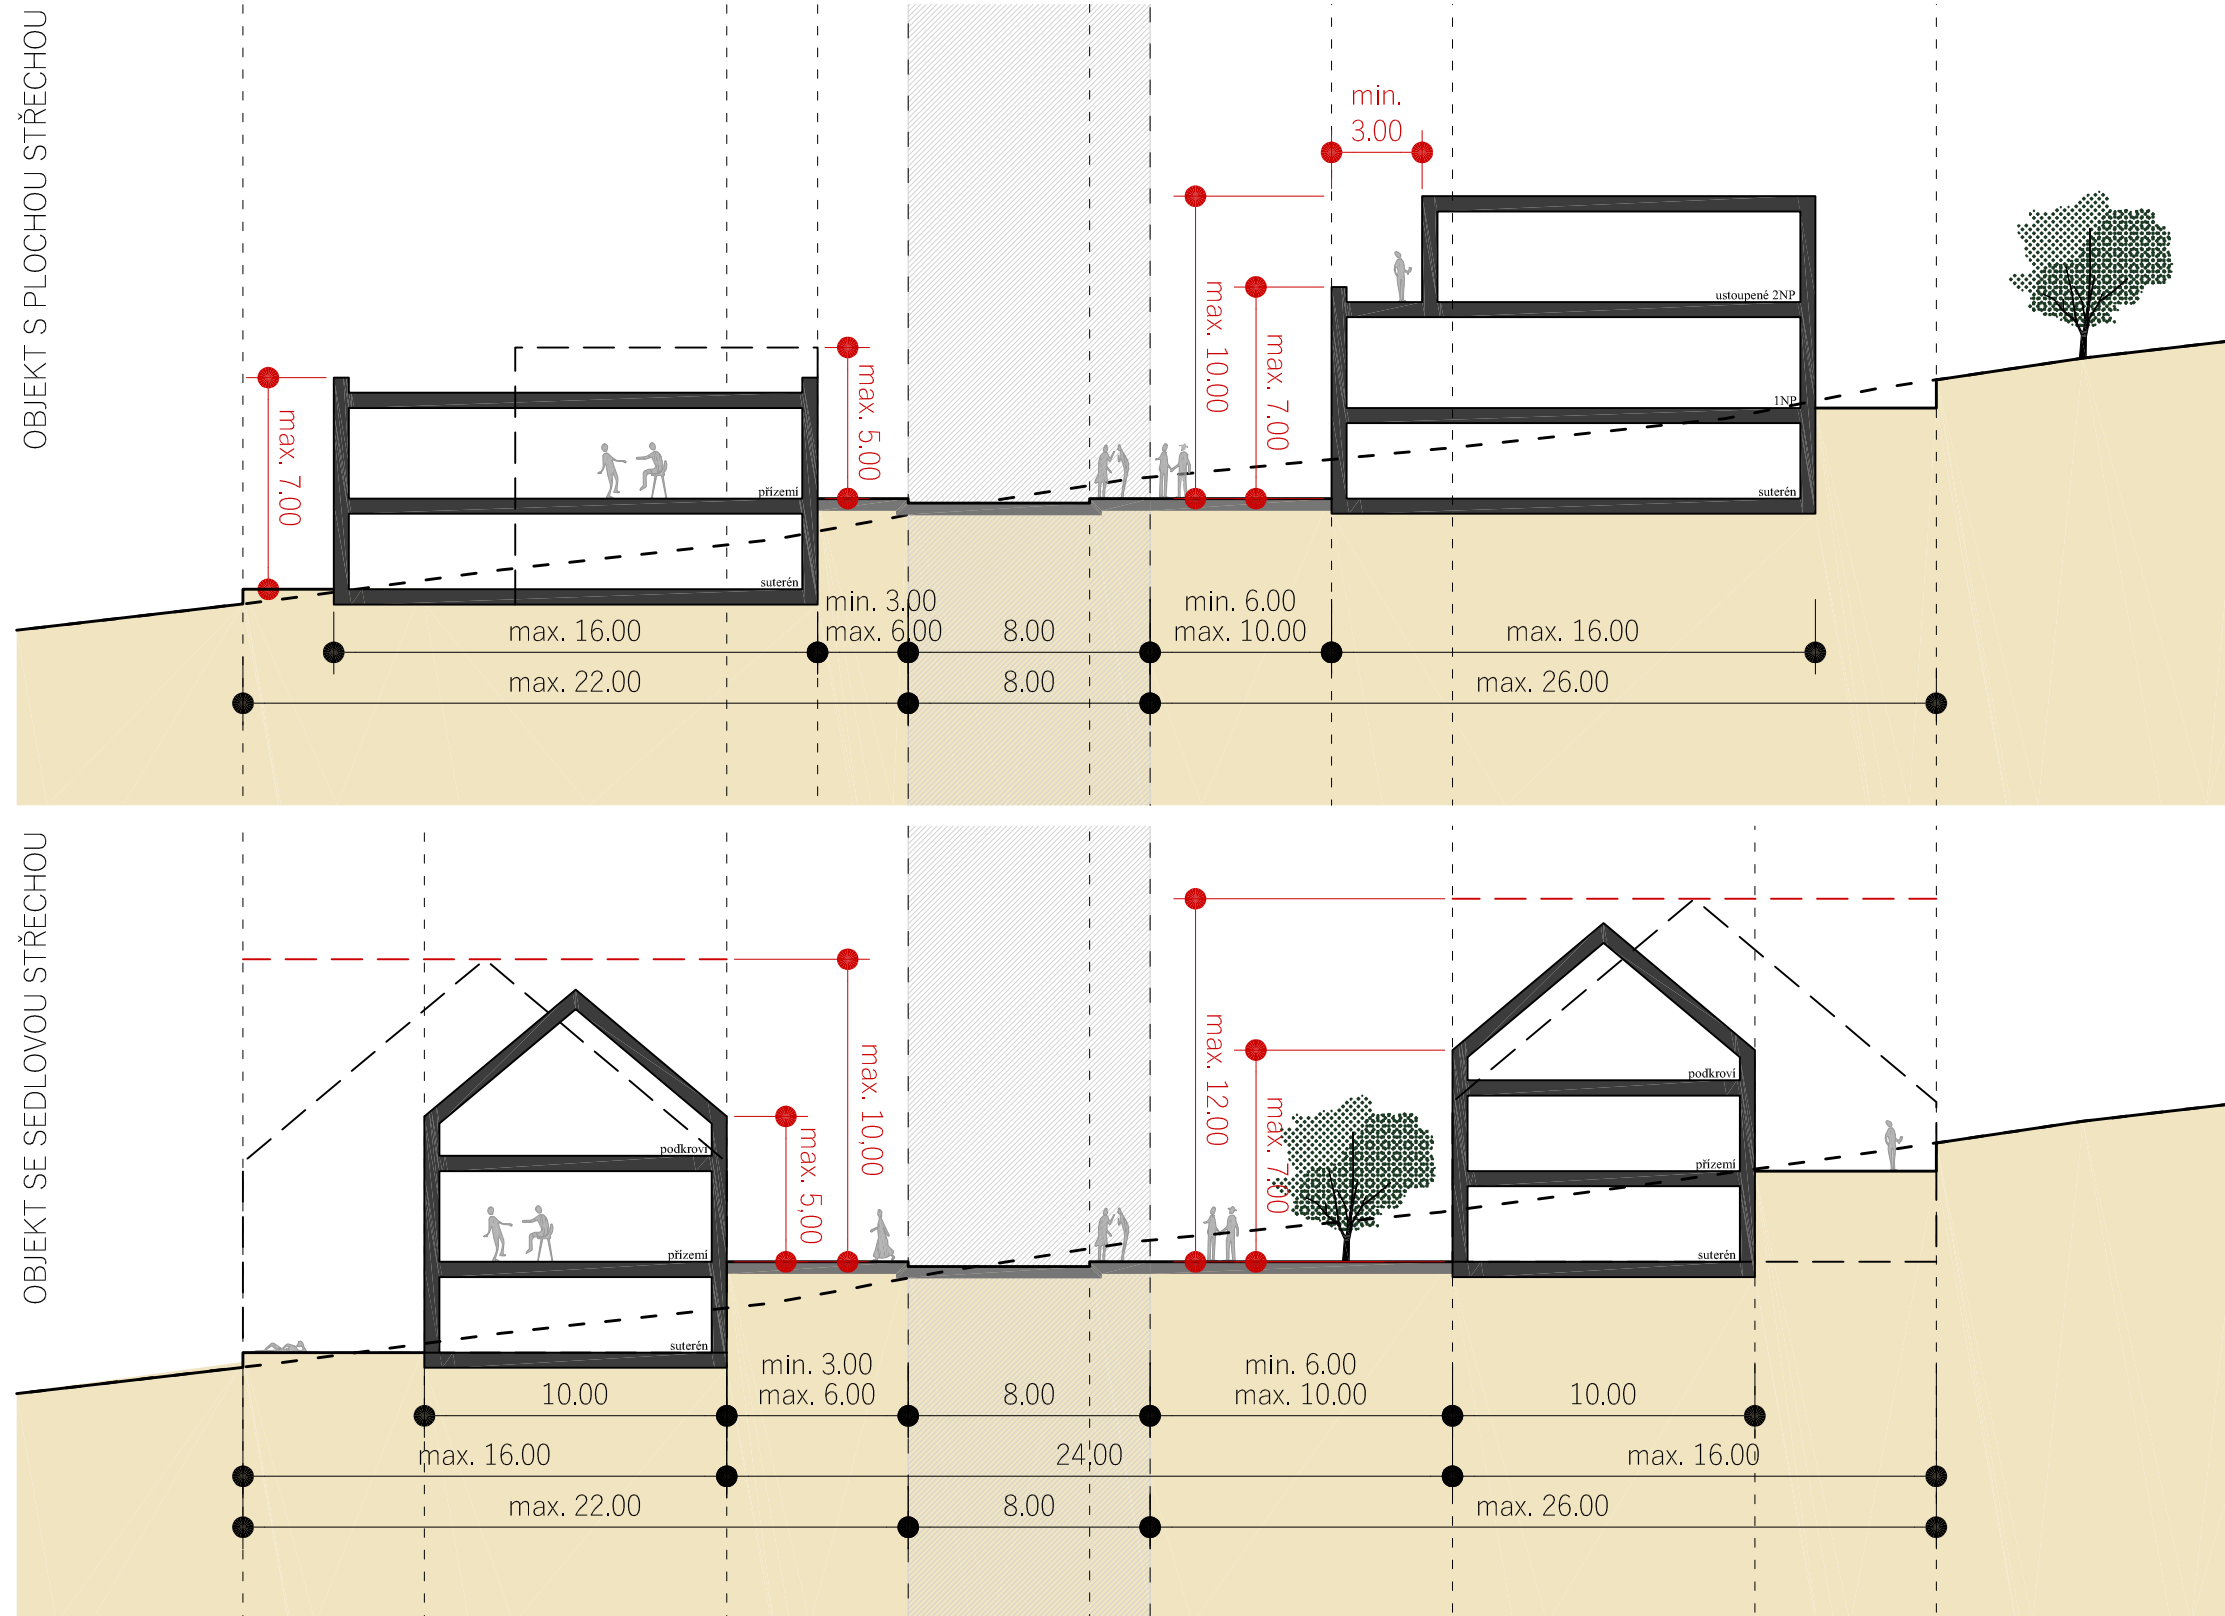 OBJEKT S PLOCHOU STŘECHOU
min.
3.00
max. 10.00
max. 7.00
max. 5.00
max. 7.00
ustoupené 2NP
1NP
suterén
přízemí
suterén
min. 3.00
max. 6.00
min. 6.00
max. 10.00
max. 16.00
8.00
max. 16.00
max. 22.00
8.00
max. 26.00
OBJEKT SE SEDLOVOU STŘECHOU
max. 10,00
max. 5,00
max. 12.00
max. 7.00
podkroví
přízemí
suterén
podkroví
přízemí
suterén
10.00
min. 3.00
max. 6.00
8.00
min. 6.00
max. 10.00
10.00
max. 16.00
24.00
max. 16.00
max. 22.00
8.00
max. 26.00